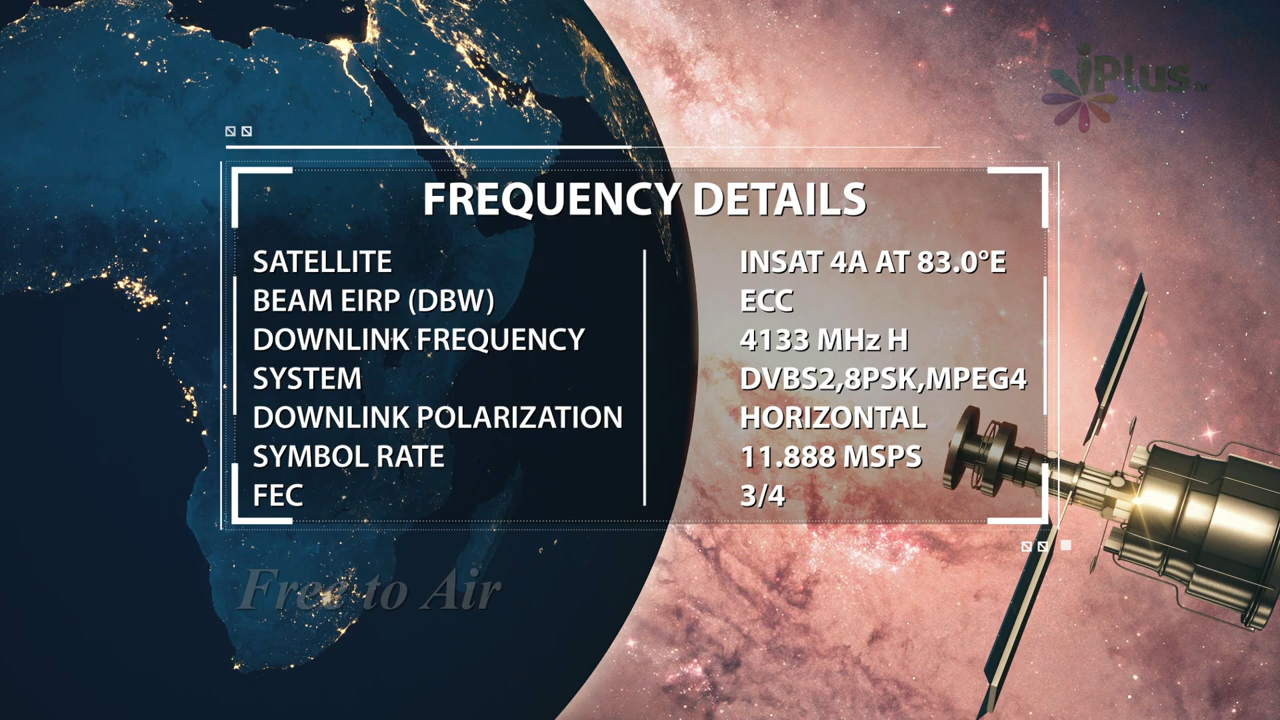 iPlus
FREQUENCY DETAILS
SATELLITE INSAT 4A AT 83.0°E
BEAM EIRP (DBW) ECC
DOWNLINK FREQUENCY 4133 MHz H
SYSTEM DVBS2,8PSK,MPEG4
DOWNLINK POLARIZATION HORIZONTAL
SYMBOL RATE 11.888 MSPS
FEC 3/4
Free to Air